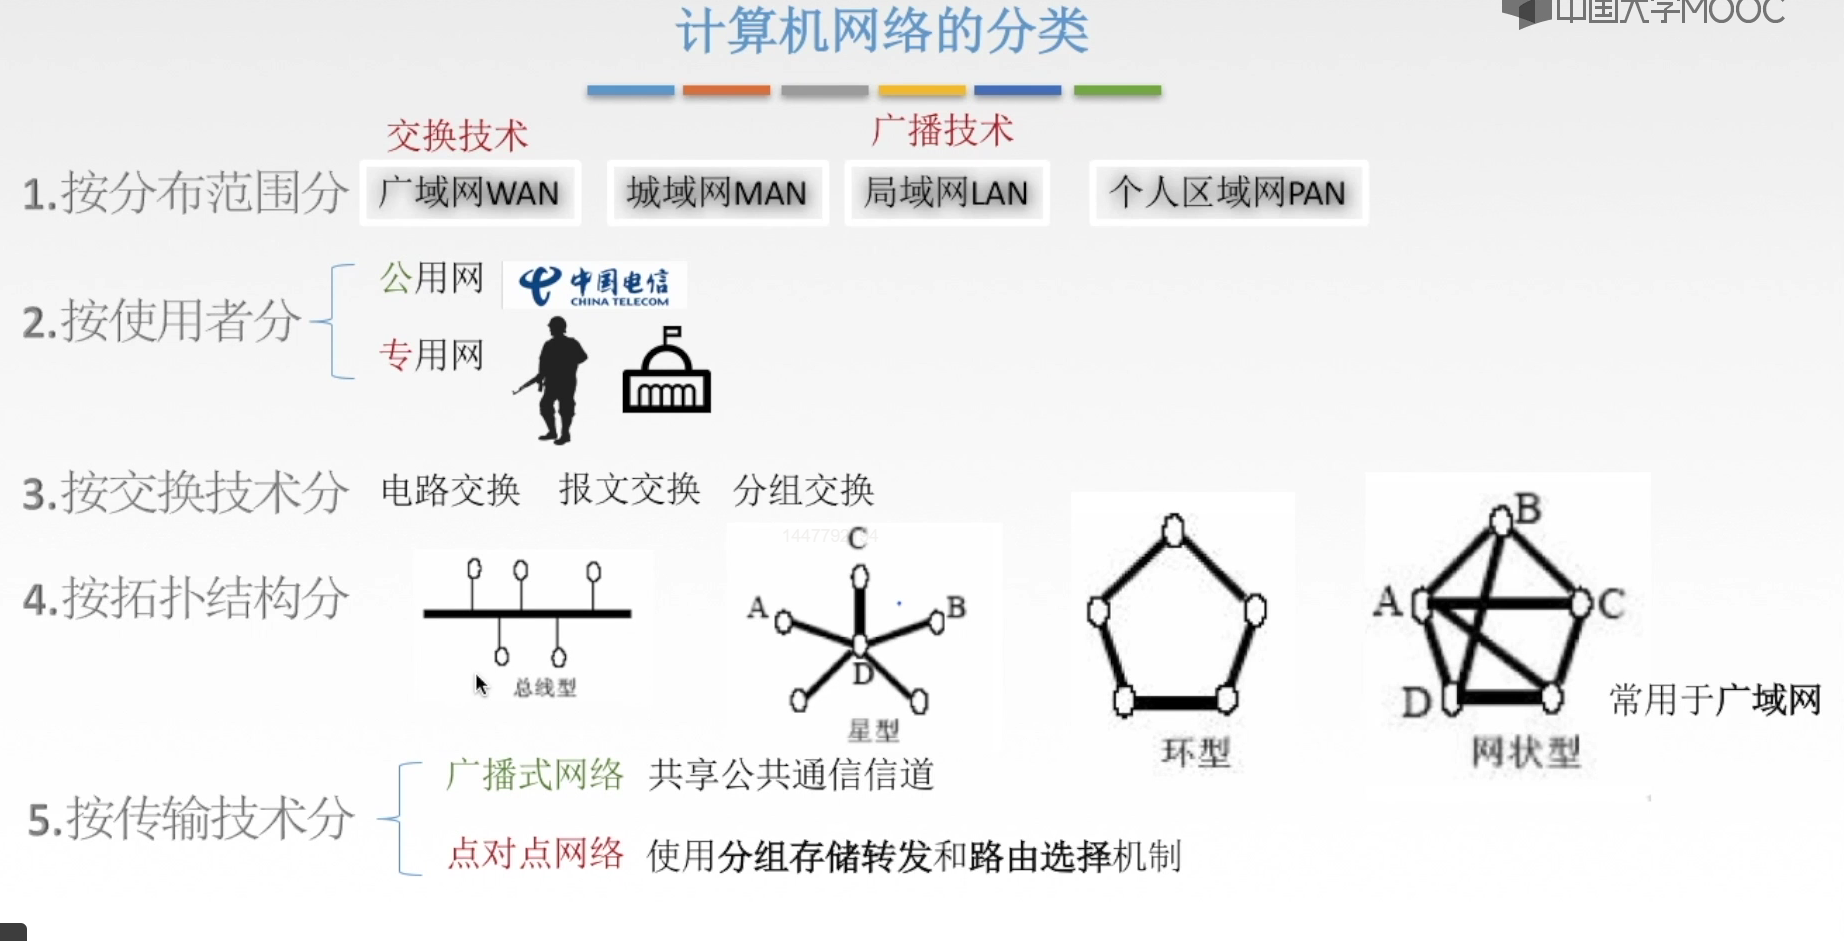 计算机网络的分类
中国大学MOOC
交换技术
广播技术
1.按分布范围分
广域网WAN
城域网MAN
局域网LAN
个人区域网PAN
2.按使用者分
公用网
中国电信
CHINA TELECOM
专用网
3.按交换技术分
电路交换 报文交换 分组交换
4.按拓扑结构分
总线型
C
A
B
D
星型
环型
B
A
C
D
网状型
常用于广域网
5.按传输技术分
广播式网络 共享公共通信信道
点对点网络 使用分组存储转发和路由选择机制